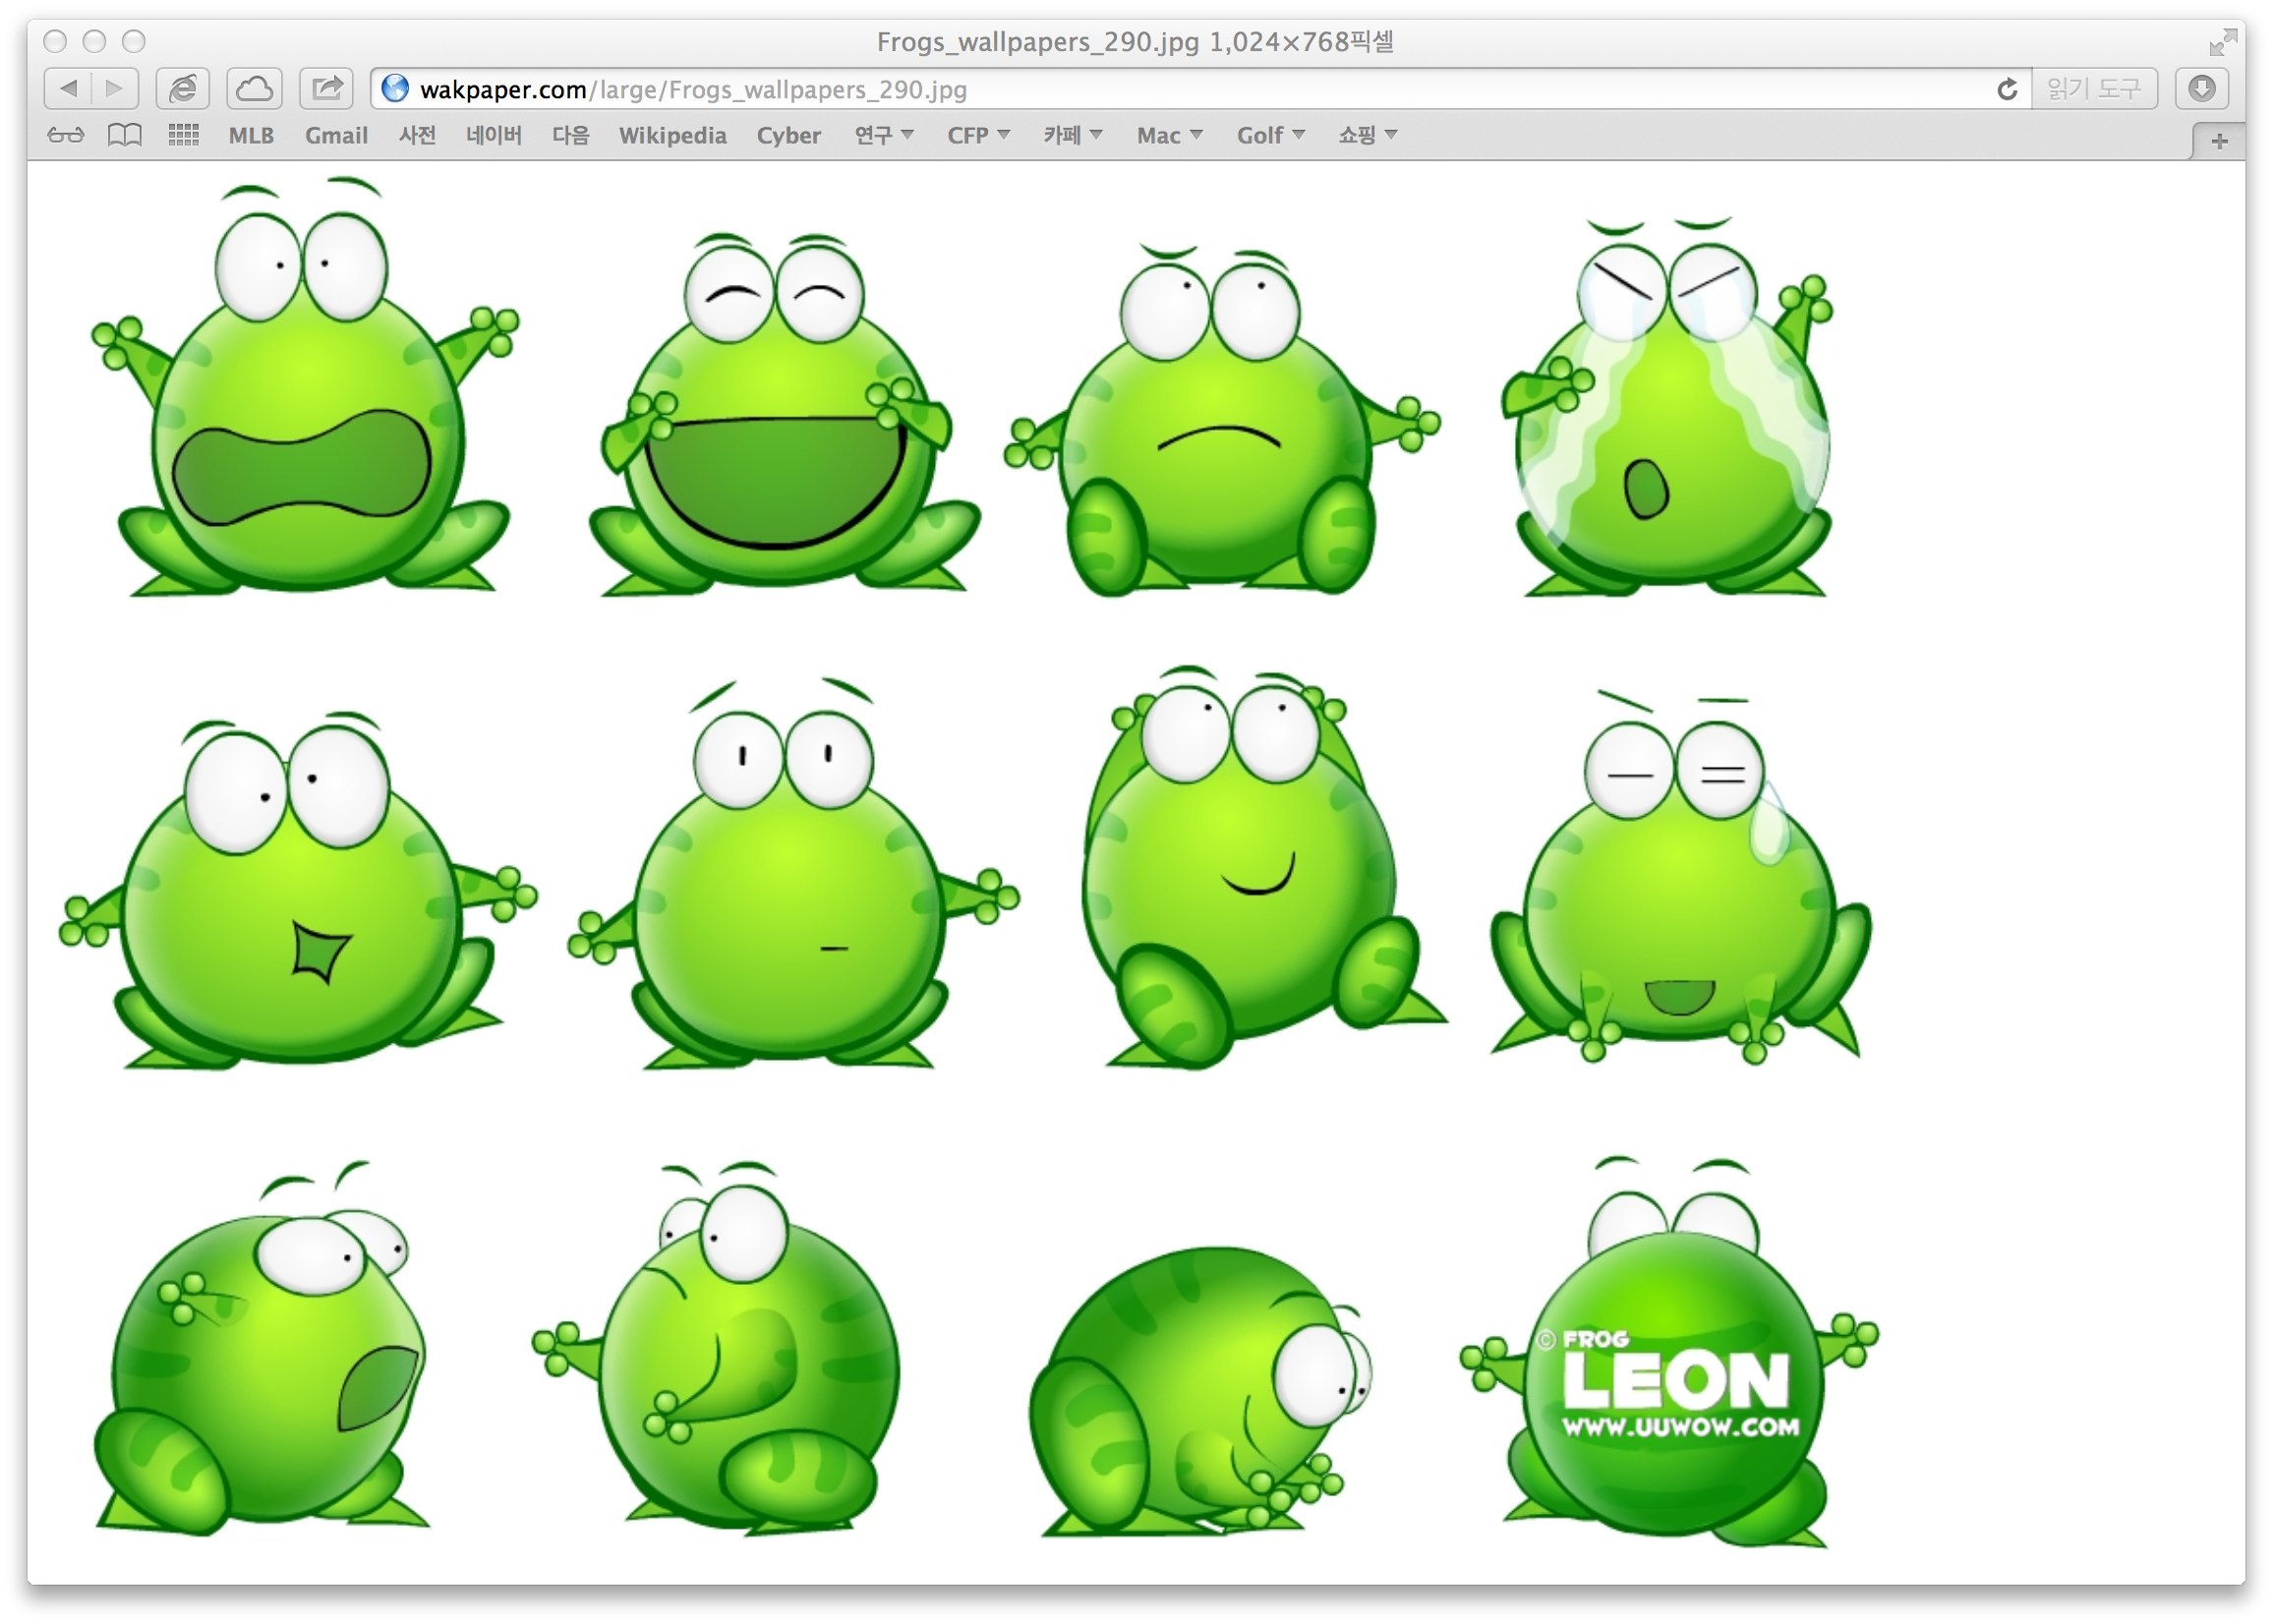 Frogs_wallpapers_290.jpg 1,024×768픽셀
wakpaper.com/large/Frogs_wallpapers_290.jpg
읽기 도구
MLB Gmail 사전 네이버 다음 Wikipedia Cyber 연구 CFP 카페 Mac Golf 쇼핑
© FROG
LEON
WWW.UUWOW.COM